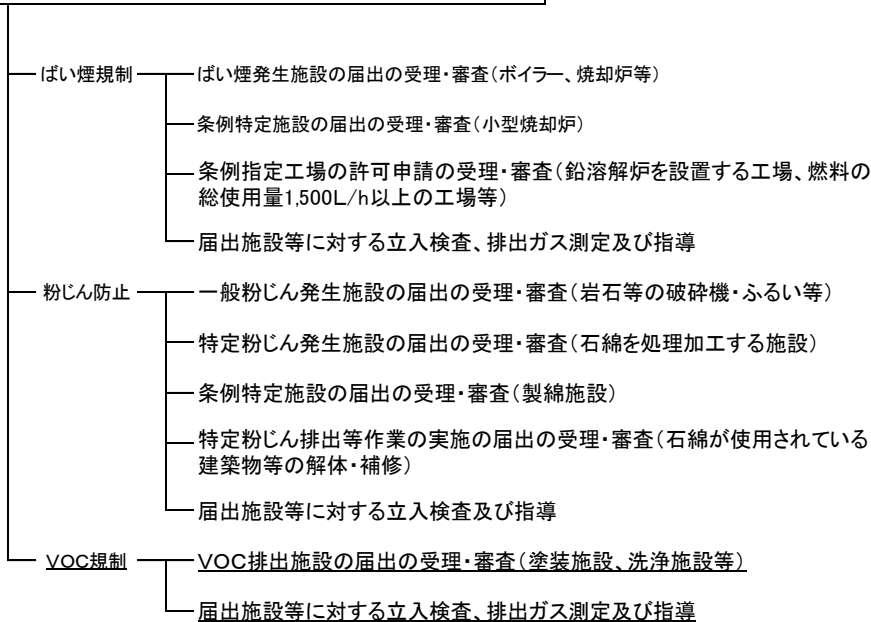 ばい煙規制
ばい煙発生施設の届出の受理・審査(ボイラー、焼却炉等)
条例特定施設の届出の受理・審査(小型焼却炉)
条例指定工場の許可申請の受理・審査(鉛溶解炉を設置する工場、燃料の
総使用量1,500L/h以上の工場等)
届出施設等に対する立入検査、排出ガス測定及び指導
粉じん防止
一般粉じん発生施設の届出の受理・審査(岩石等の破砕機・ふるい等)
特定粉じん発生施設の届出の受理・審査(石綿を処理加工する施設)
条例特定施設の届出の受理・審査(製綿施設)
特定粉じん排出等作業の実施の届出の受理・審査(石綿が使用されている
建築物等の解体・補修)
届出施設等に対する立入検査及び指導
VOC規制
VOC排出施設の届出の受理・審査(塗装施設、洗浄施設等)
届出施設等に対する立入検査、排出ガス測定及び指導